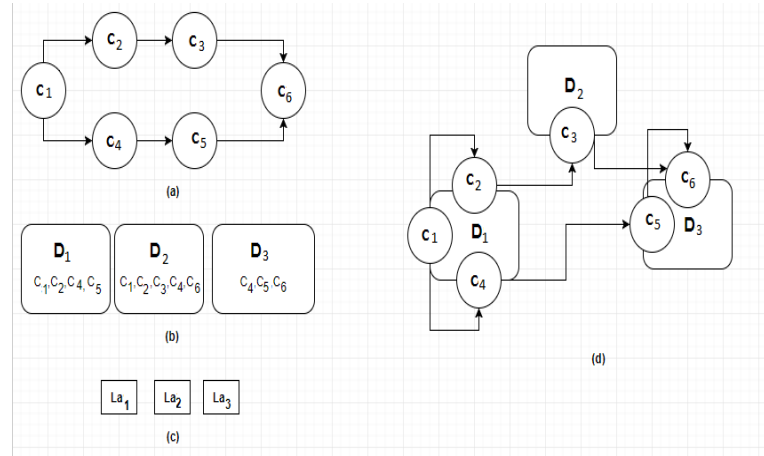 C2 C3
C1 C6
C4 C5
(a)
D1 D2 D3
C1,C2,C4,C5 C1,C2,C3,C4,C6 C4,C5,C6
(b)
La1 La2 La3
(c)
D2
C3
C2 C6
C1 D1 C5 D3
C4
(d)